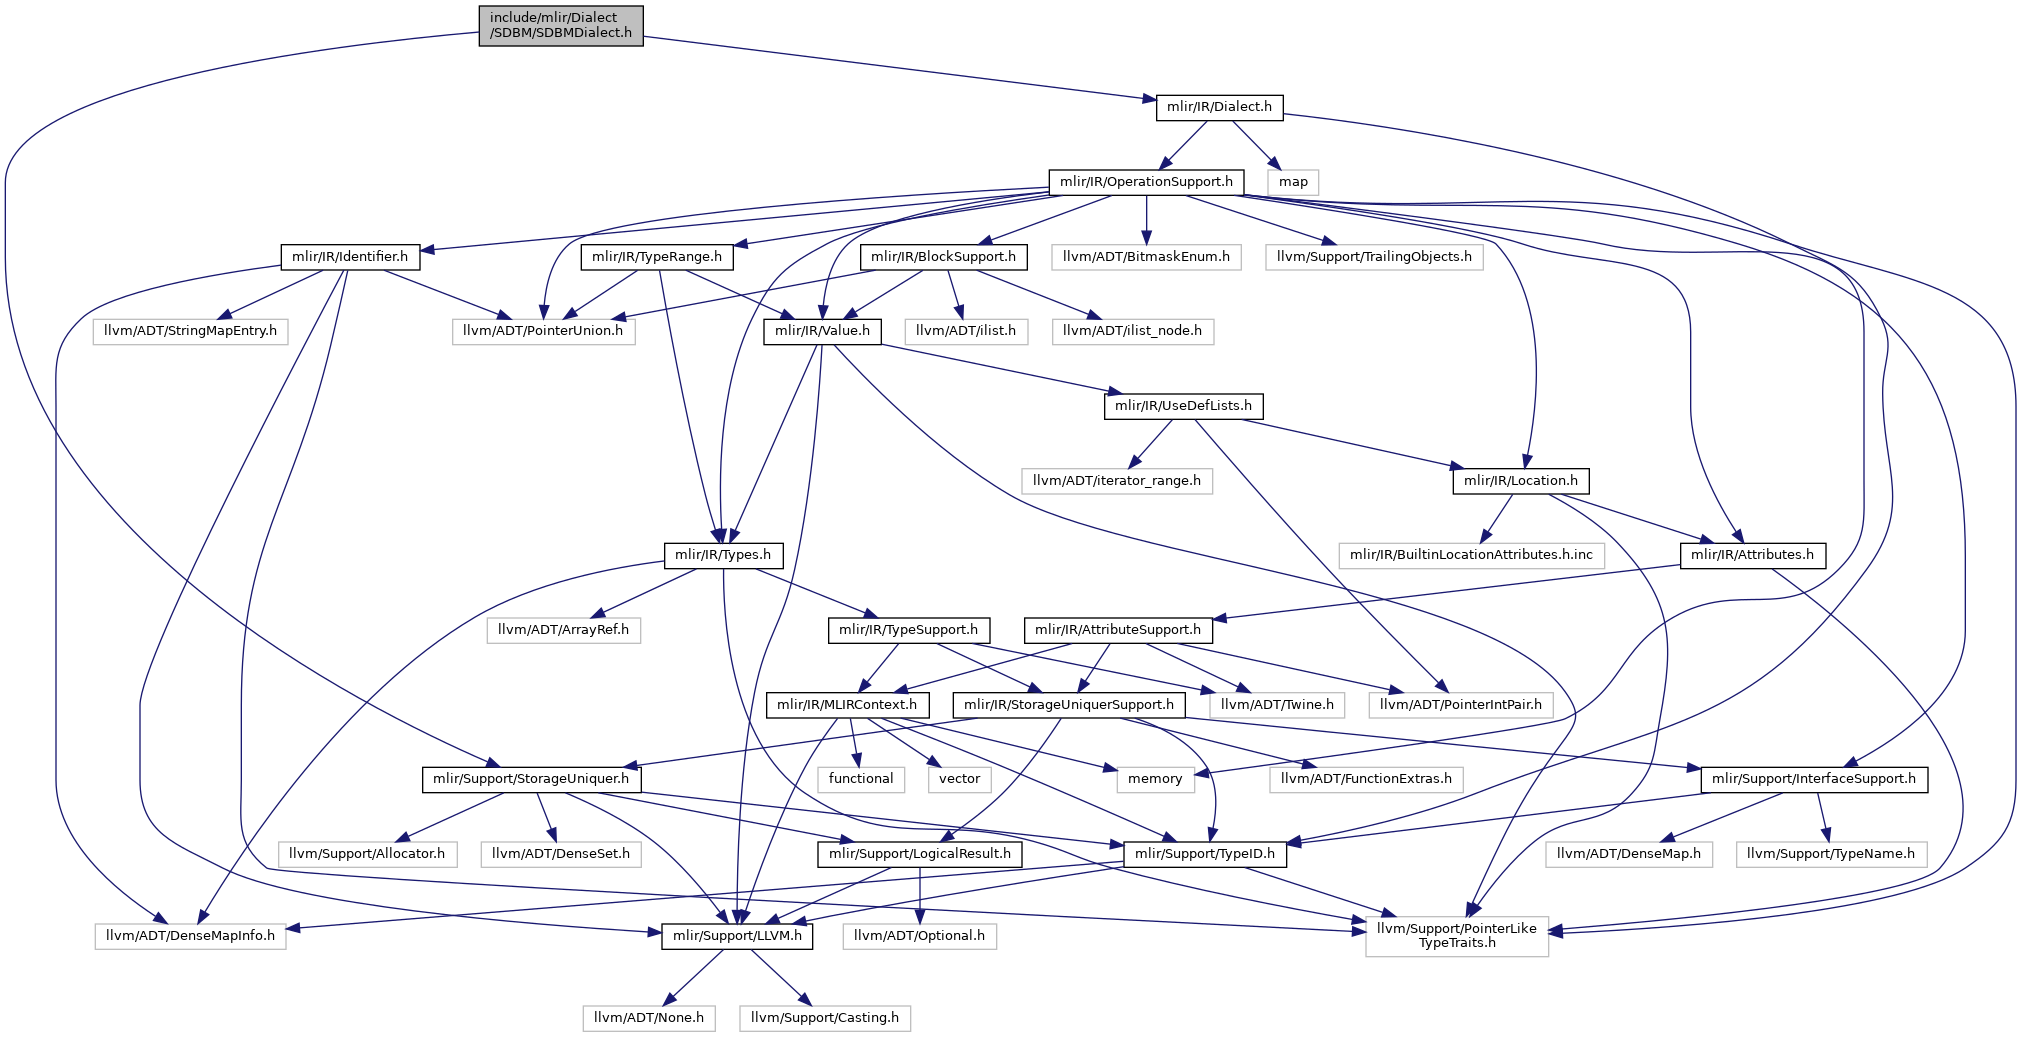 include/mlir/Dialect
/SDBM/SDBMDialect.h
mlir/IR/Dialect.h
mlir/IR/OperationSupport.h
map
mlir/IR/Identifier.h
mlir/IR/TypeRange.h
mlir/IR/BlockSupport.h
llvm/ADT/BitmaskEnum.h
llvm/Support/TrailingObjects.h
llvm/ADT/StringMapEntry.h
llvm/ADT/PointerUnion.h
mlir/IR/Value.h
llvm/ADT/ilist.h
llvm/ADT/ilist_node.h
mlir/IR/UseDefLists.h
llvm/ADT/iterator_range.h
mlir/IR/Location.h
mlir/IR/Types.h
mlir/IR/BuiltinLocationAttributes.h.inc
mlir/IR/Attributes.h
llvm/ADT/ArrayRef.h
mlir/IR/TypeSupport.h
mlir/IR/AttributeSupport.h
mlir/IR/MLIRContext.h
mlir/IR/StorageUniquerSupport.h
llvm/ADT/Twine.h
llvm/ADT/PointerIntPair.h
mlir/Support/StorageUniquer.h
functional
vector
memory
llvm/ADT/FunctionExtras.h
mlir/Support/InterfaceSupport.h
llvm/Support/Allocator.h
llvm/ADT/DenseSet.h
mlir/Support/LogicalResult.h
mlir/Support/TypeID.h
llvm/ADT/DenseMap.h
llvm/Support/TypeName.h
llvm/ADT/DenseMapInfo.h
mlir/Support/LLVM.h
llvm/ADT/Optional.h
llvm/Support/PointerLike
TypeTraits.h
llvm/ADT/None.h
llvm/Support/Casting.h